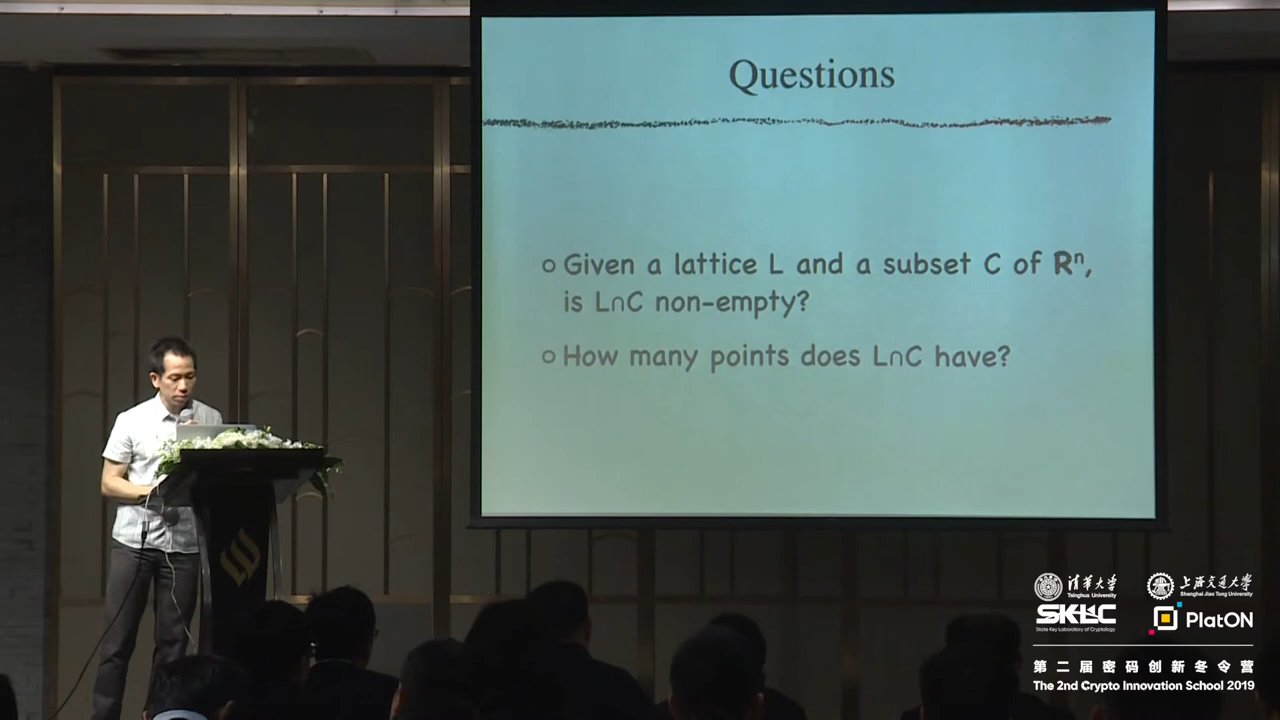 Questions
Given a lattice L and a subset C of Rⁿ,
is L∩C non-empty?
How many points does L∩C have?
清华大学
Tsinghua University
上海交通大学
Shanghai Jiao Tong University
SKLC
State Key Laboratory of Cryptology
PlatON
第二届密码创新冬令营
The 2nd Crypto Innovation School 2019